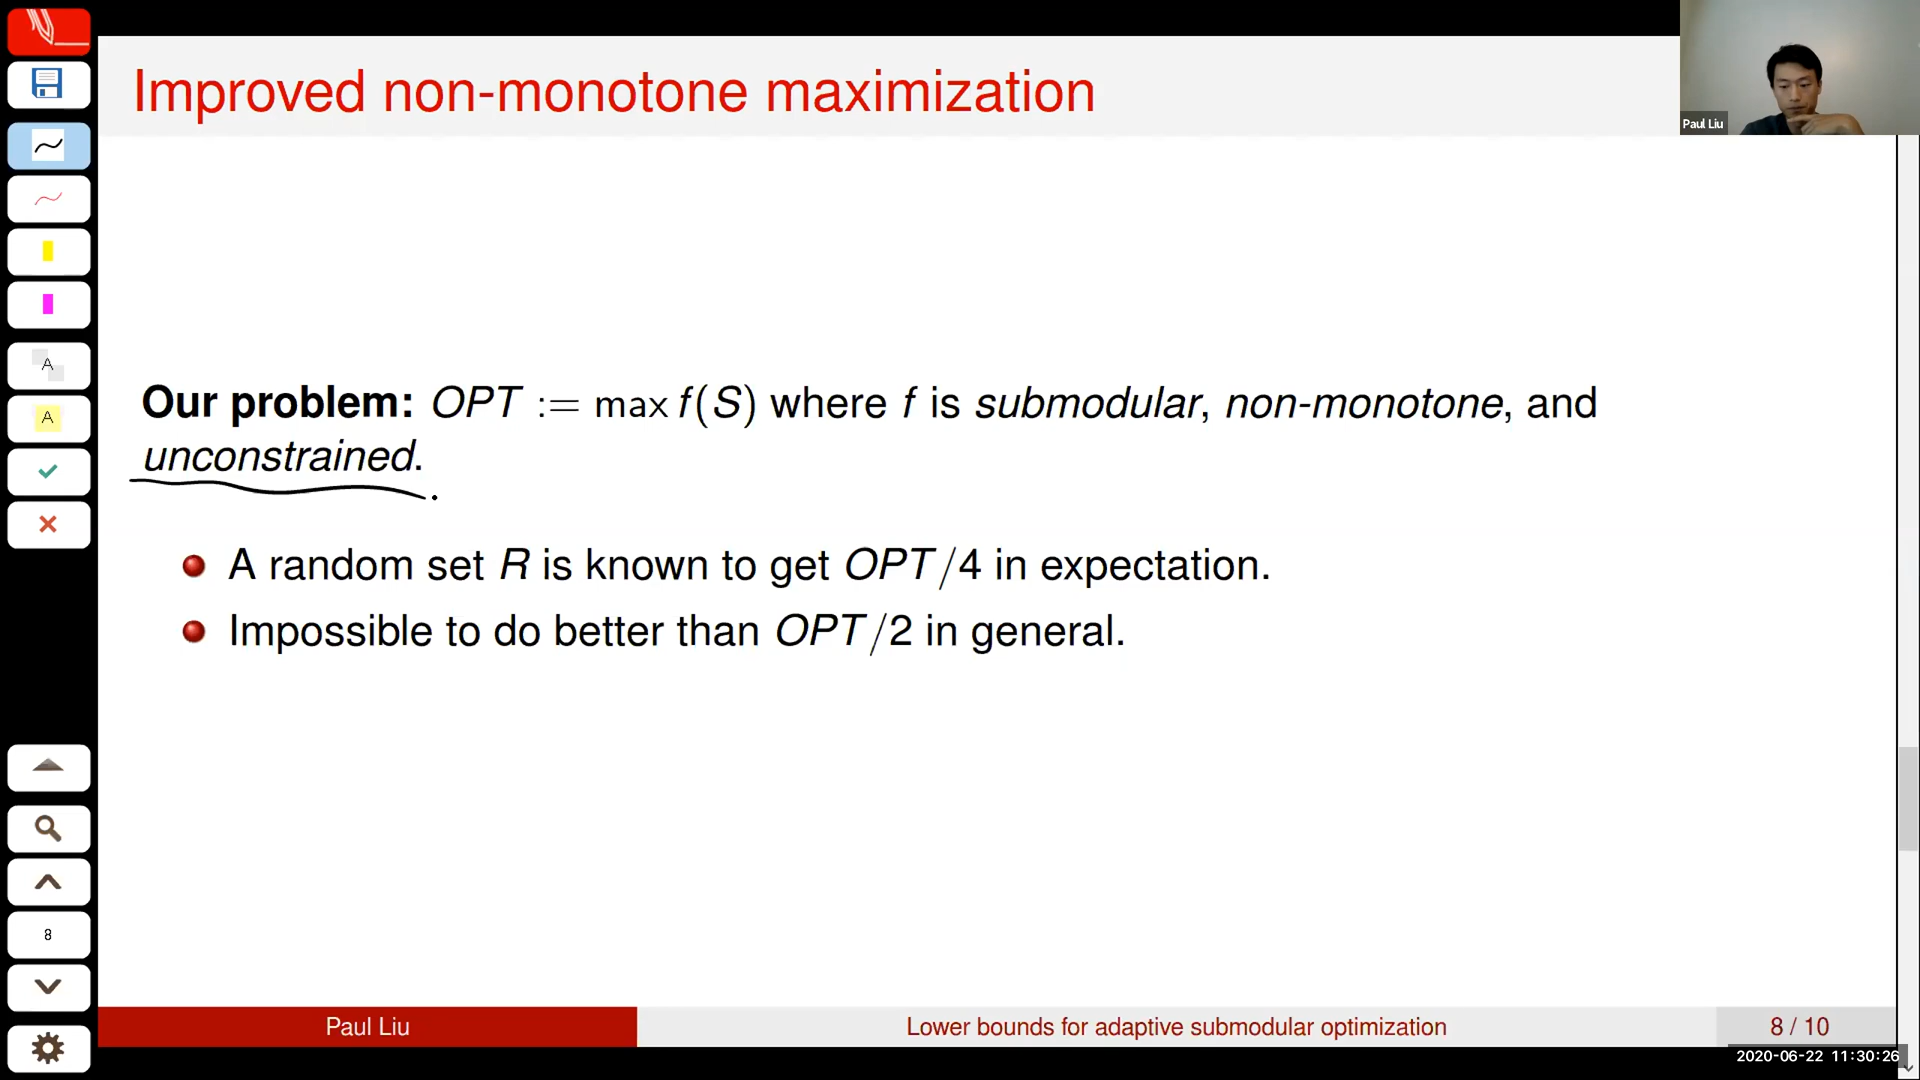 Improved non-monotone maximization
Paul Liu
Our problem: OPT := max f(S) where f is submodular, non-monotone, and
unconstrained.
A random set R is known to get OPT/4 in expectation.
Impossible to do better than OPT/2 in general.
A
A
8
Paul Liu
Lower bounds for adaptive submodular optimization
8 / 10
2020-06-22 11:30:26